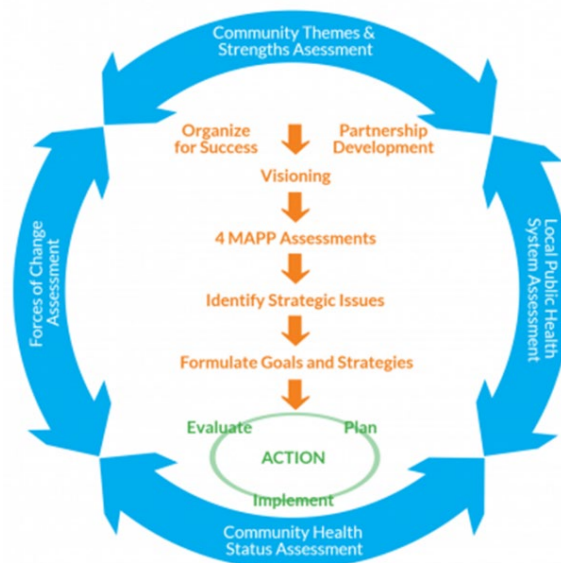 Community Themes &
Strengths Asessment
Organize
for Success
Partnership
Development
Visioning
4 MAPP Assessments
Identify Strategic Issues
Formulate Goals and Strategies
Evaluate
Plan
ACTION
Implement
Forces of Change
Assessment
Local Public Health
System Assessment
Community Health
Status Assessment